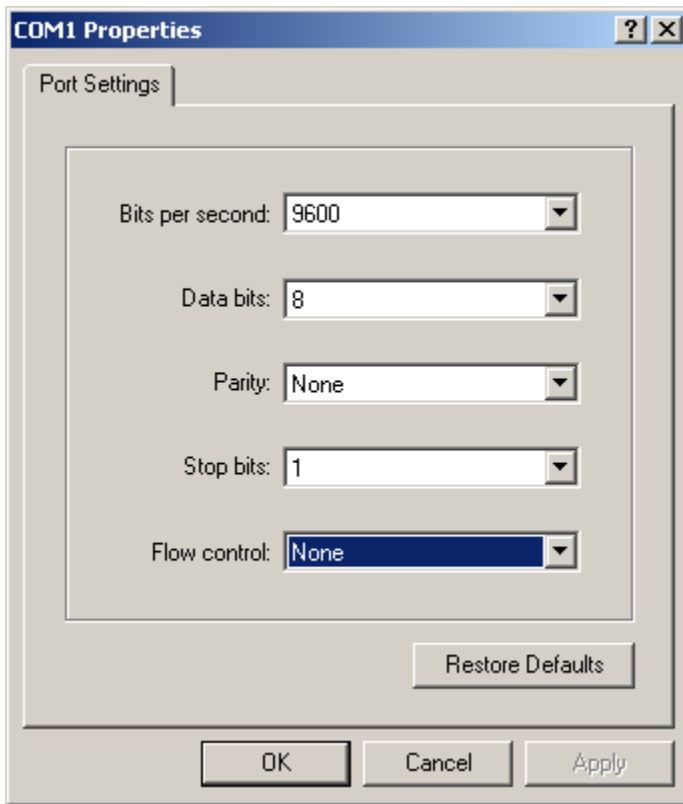 COM1 Properties
Port Settings
Bits per second: 9600
Data bits: 8
Parity: None
Stop bits: 1
Flow control: None
Restore Defaults
OK Cancel Apply